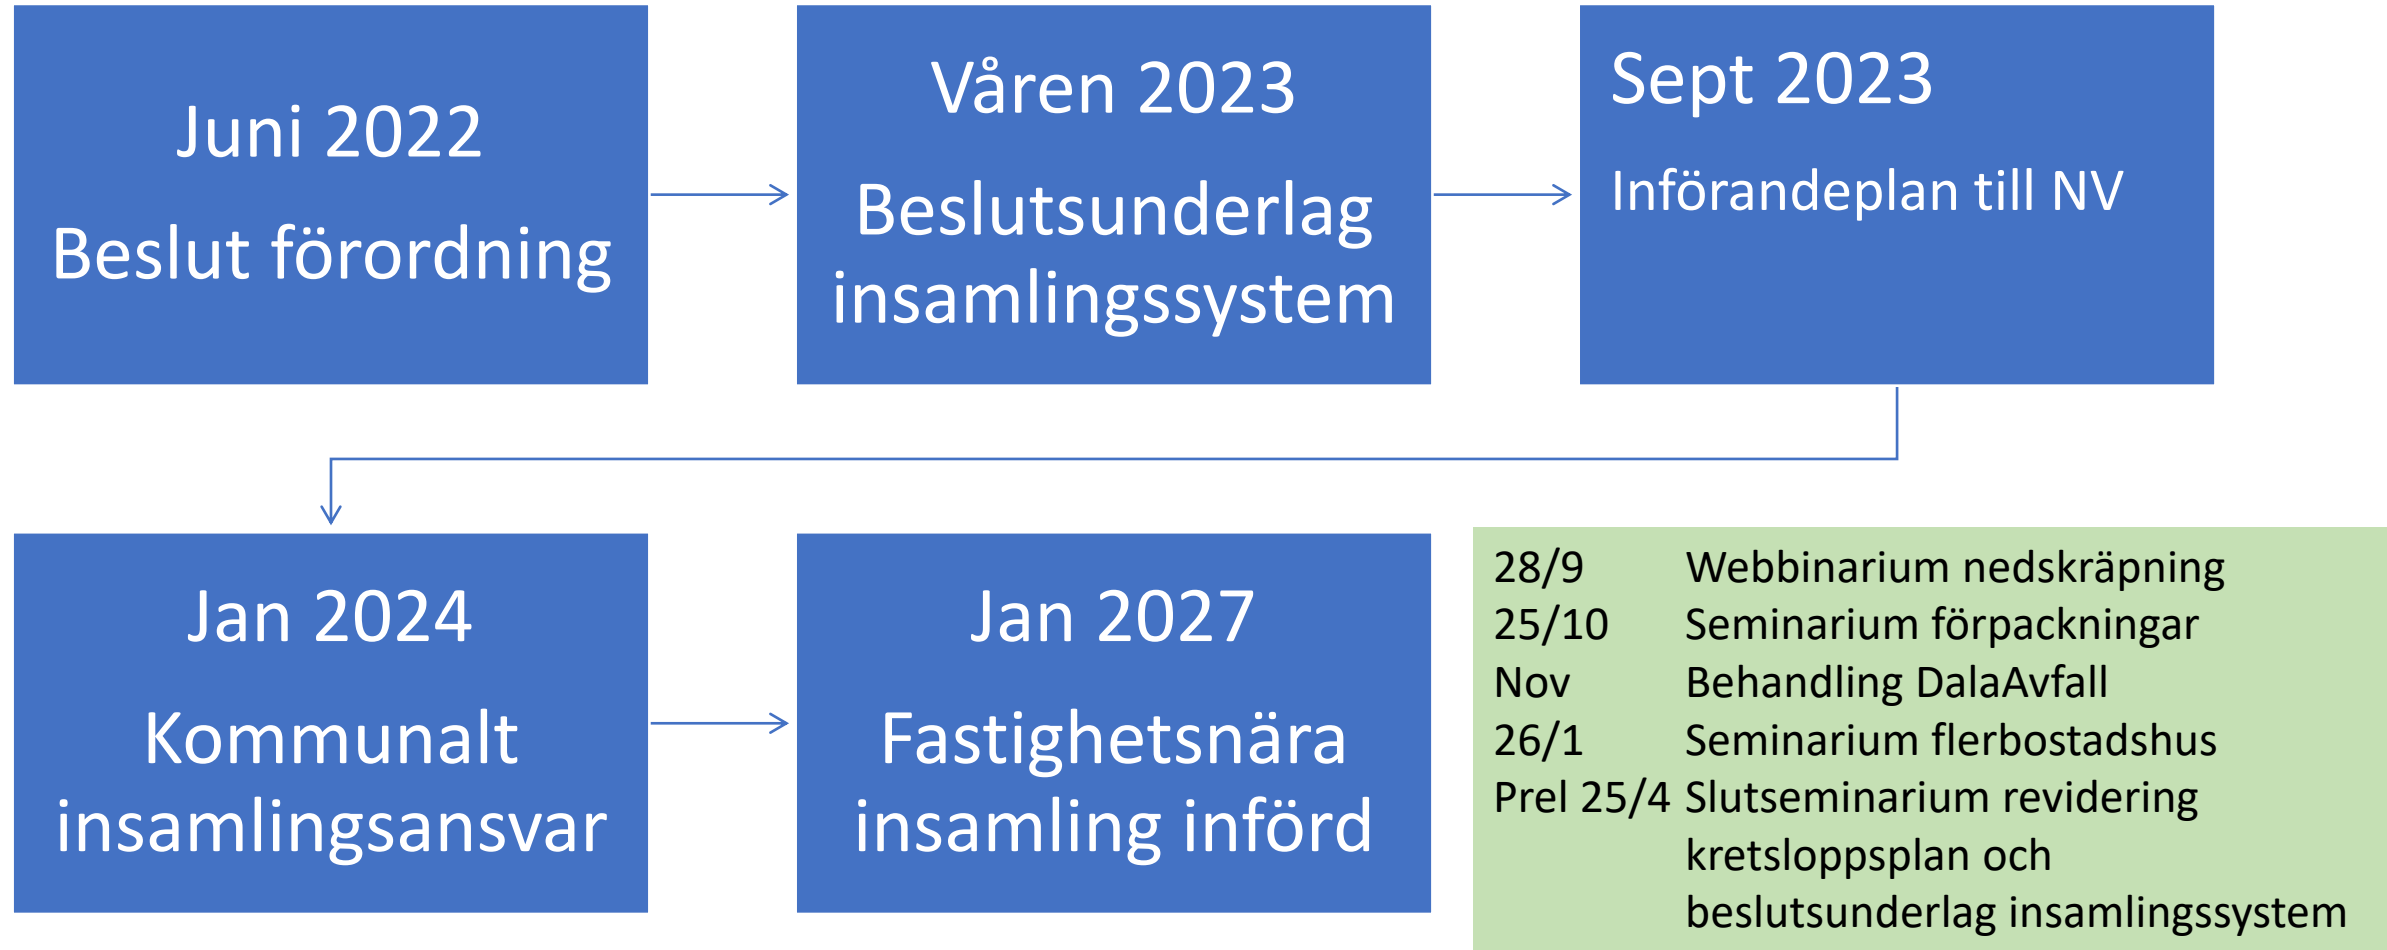 Juni 2022
Beslut förordning
Våren 2023
Beslutsunderlag
insamlingssystem
Sept 2023
Införandeplan till NV
Jan 2024
Kommunalt
insamlingsansvar
Jan 2027
Fastighetsnära
insamling införd
28/9 Webbinarium nedskräpning
25/10 Seminarium förpackningar
Nov Behandling DalaAvfall
26/1 Seminarium flerbostadshus
Prel 25/4 Slutseminarium revidering
kretsloppsplan och
beslutsunderlag insamlingssystem